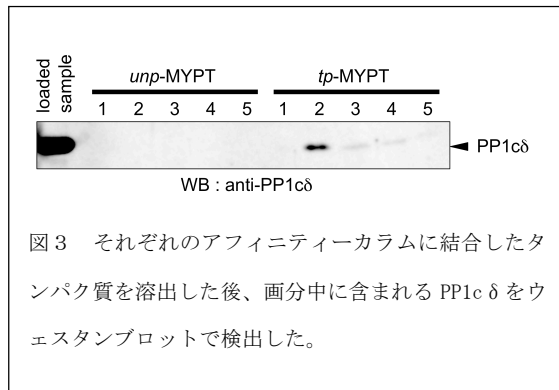 loaded sample
unp-MYPT tp-MYPT
1 2 3 4 5 1 2 3 4 5
PP1cδ
WB : anti-PP1cδ
図３　それぞれのアフィニティーカラムに結合したタ
ンパク質を溶出した後、画分中に含まれる PP1c δ をウ
ェスタンブロットで検出した。